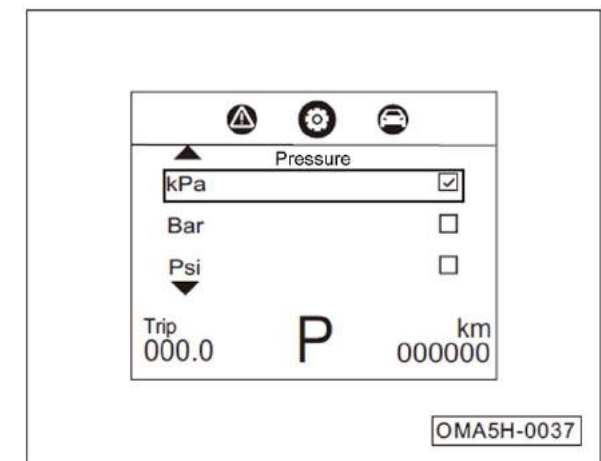 Pressure
kPa
Bar
Psi
Trip
000.0
P
km
000000
OMA5H-0037